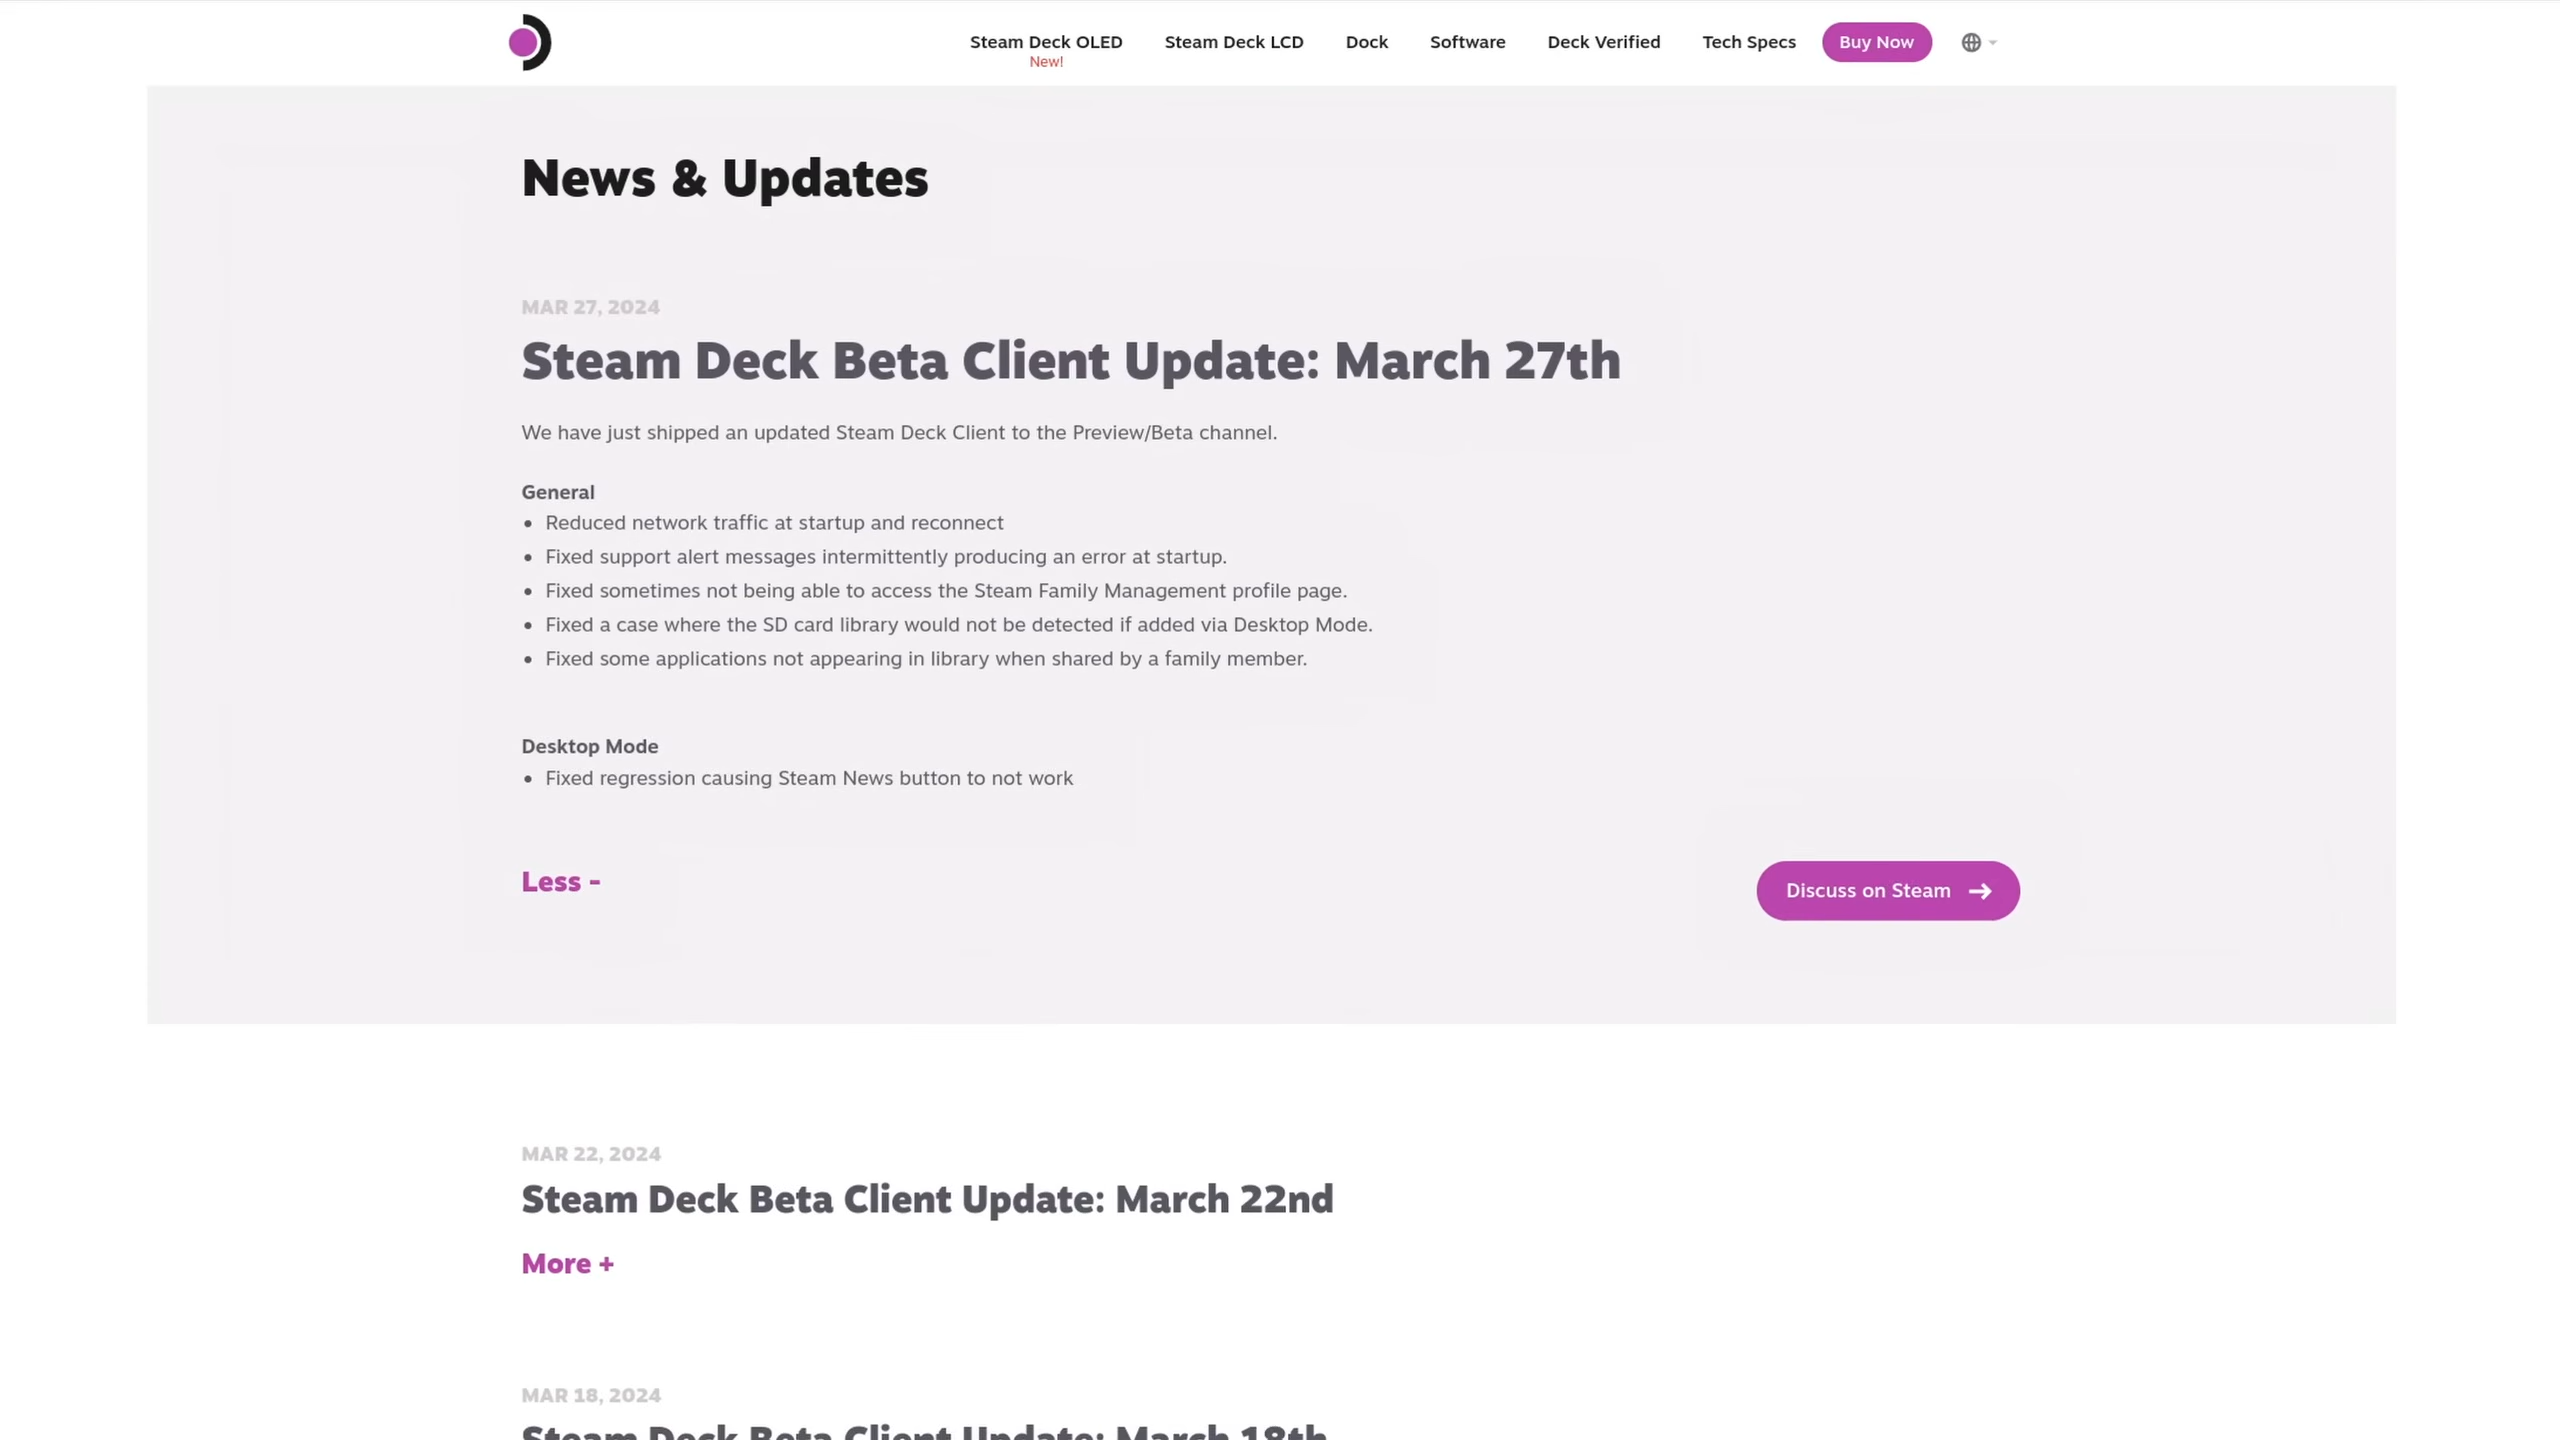 Steam Deck OLED
New!
Steam Deck LCD
Dock
Software
Deck Verified
Tech Specs
Buy Now
News & Updates
MAR 27, 2024
Steam Deck Beta Client Update: March 27th
We have just shipped an updated Steam Deck Client to the Preview/Beta channel.
General
• Reduced network traffic at startup and reconnect
• Fixed support alert messages intermittently producing an error at startup.
• Fixed sometimes not being able to access the Steam Family Management profile page.
• Fixed a case where the SD card library would not be detected if added via Desktop Mode.
• Fixed some applications not appearing in library when shared by a family member.
Desktop Mode
• Fixed regression causing Steam News button to not work
Less -
Discuss on Steam →
MAR 22, 2024
Steam Deck Beta Client Update: March 22nd
More +
MAR 18, 2024
Steam Deck Beta Client Update: March 18th